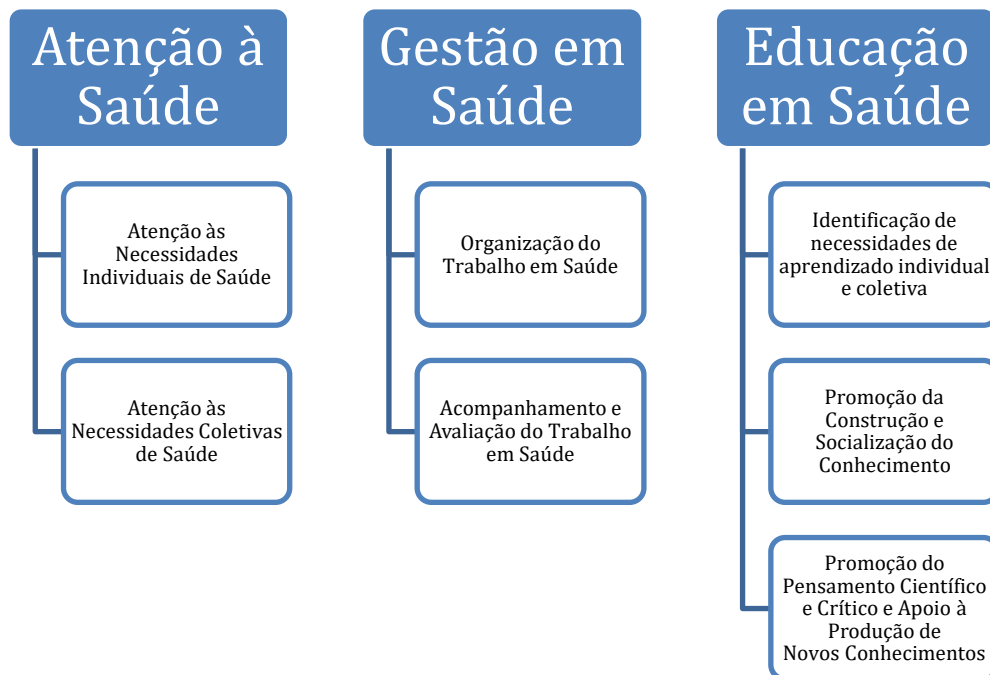 Atenção à
Saúde
Atenção às
Necessidades
Individuais de Saúde
Atenção às
Necessidades Coletivas
de Saúde
Gestão em
Saúde
Organização do
Trabalho em Saúde
Acompanhamento e
Avaliação do Trabalho
em Saúde
Educação
em Saúde
Identificação de
necessidades de
aprendizado individual
e coletiva
Promoção da
Construção e
Socialização do
Conhecimento
Promoção do
Pensamento Científico
e Crítico e Apoio à
Produção de
Novos Conhecimentos